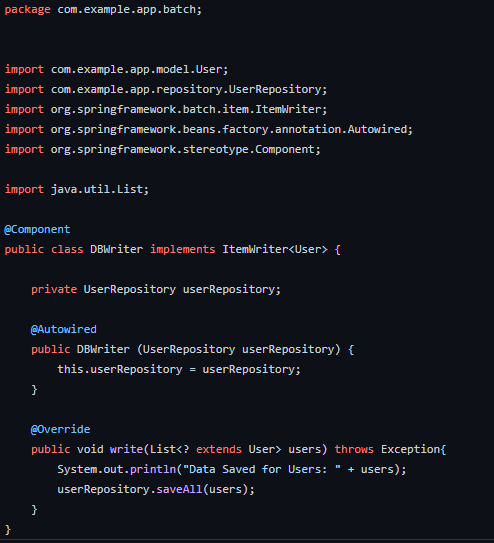 package com.example.app.batch;
import com.example.app.model.User;
import com.example.app.repository.UserRepository;
import org.springframework.batch.item.ItemWriter;
import org.springframework.beans.factory.annotation.Autowired;
import org.springframework.stereotype.Component;
import java.util.List;
@Component
public class DBWriter implements ItemWriter<User> {
    private UserRepository userRepository;
    @Autowired
    public DBWriter (UserRepository userRepository) {
        this.userRepository = userRepository;
    }
    @Override
    public void write(List<? extends User> users) throws Exception{
        System.out.println("Data Saved for Users: " + users);
        userRepository.saveAll(users);
    }
}